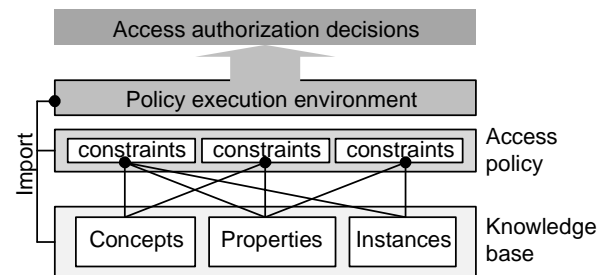 Access authorization decisions
Policy execution environment
Import
constraints constraints constraints
Access
policy
Concepts Properties Instances
Knowledge
base